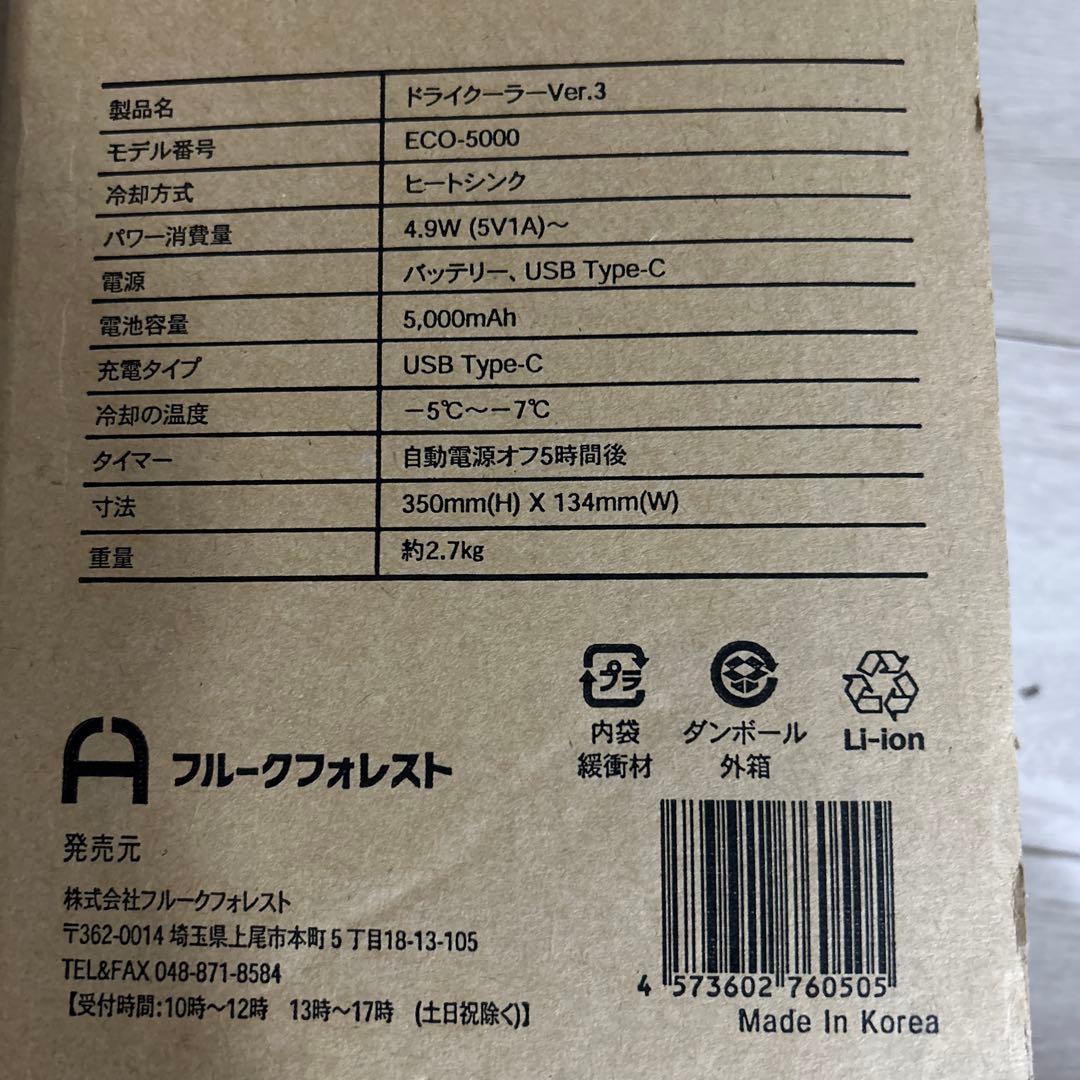 製品名 ドライクーラーVer.3
モデル番号 ECO-5000
冷却方式 ヒートシンク
パワー消費量 4.9W (5V1A)〜
電源 バッテリー、USB Type-C
電池容量 5,000mAh
充電タイプ USB Type-C
冷却の温度 －5℃〜－7℃
タイマー 自動電源オフ5時間後
寸法 350mm(H) X 134mm(W)
重量 約2.7kg
プラ
内袋
緩衝材
ダンボール
外箱
Li-ion
フルークフォレスト
発売元
株式会社フルークフォレスト
〒362-0014 埼玉県上尾市本町５丁目18-13-105
TEL&FAX 048-871-8584
【受付時間:10時〜12時　13時〜17時　(土日祝除く)】
4 573602 760505
Made In Korea